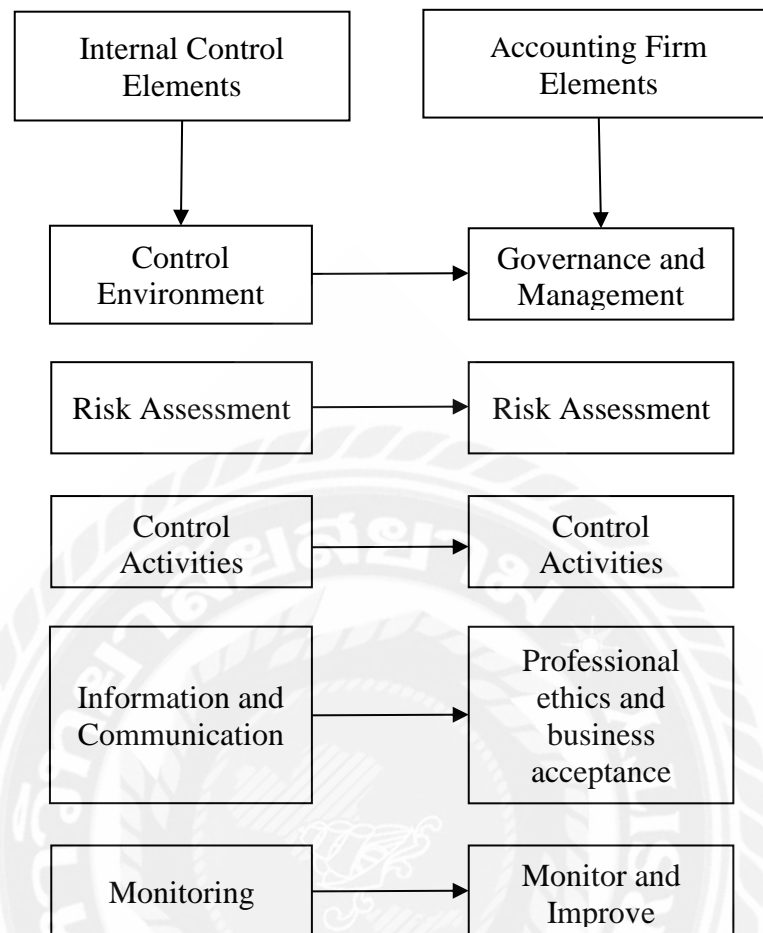 Internal Control
Elements
Accounting Firm
Elements
Control
Environment
Governance and
Management
Risk Assessment
Risk Assessment
Control
Activities
Control
Activities
Information and
Communication
Professional
ethics and
business
acceptance
Monitoring
Monitor and
Improve